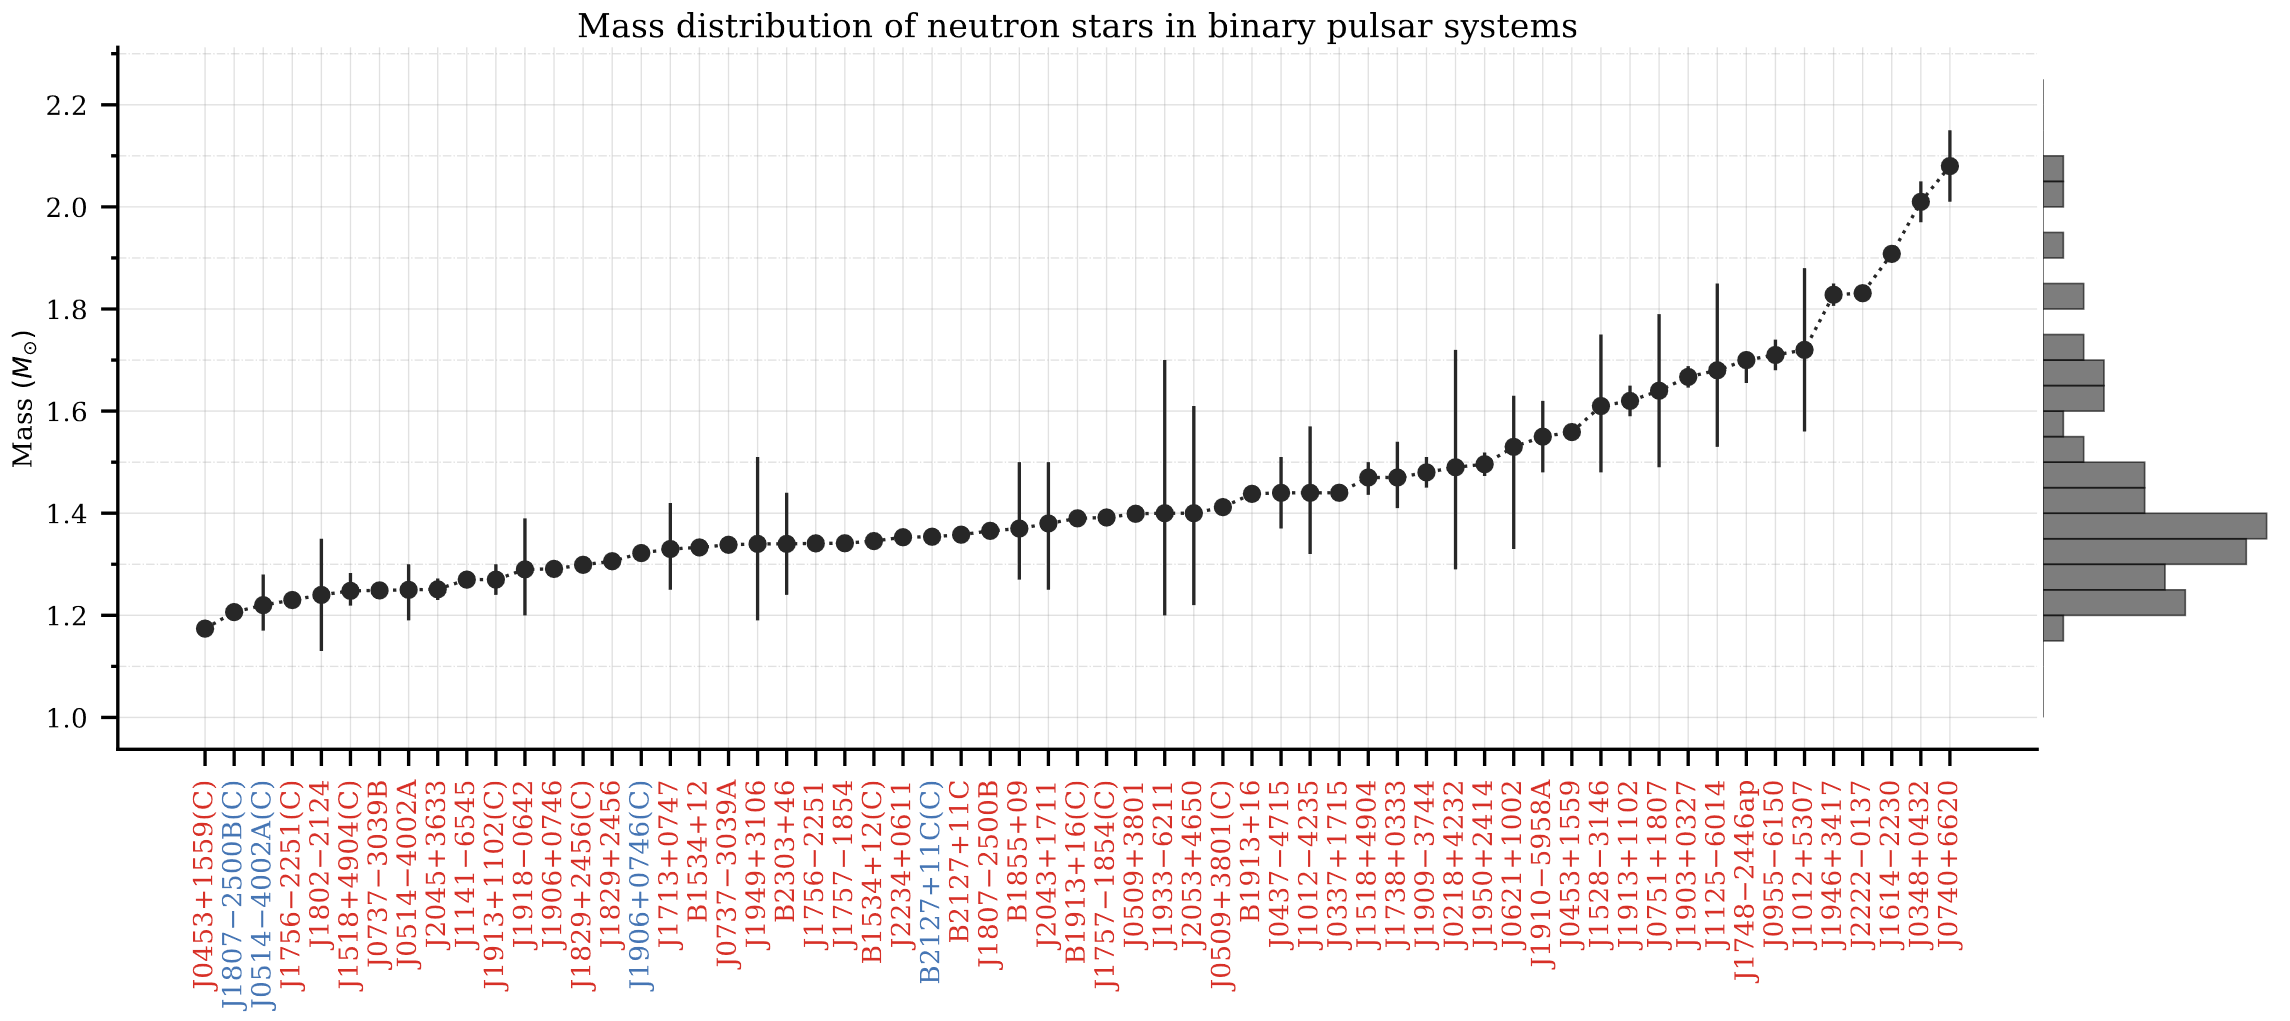 Mass distribution of neutron stars in binary pulsar systems
Mass (M⊙)
2.2
2.0
1.8
1.6
1.4
1.2
1.0
J0453+1559(C)
J1807−2500B(C)
J0514−4002A(C)
J1756−2251(C)
J1802−2124
J1518+4904(C)
J0737−3039B
J0514−4002A
J2045+3633
J1141−6545
J1913+1102(C)
J1918−0642
J1906+0746
J1829+2456(C)
J1829+2456
J1906+0746(C)
J1713+0747
B1534+12
J0737−3039A
J1949+3106
B2303+46
J1756−2251
J1757−1854
B1534+12(C)
J2234+0611
B2127+11C(C)
B2127+11C
J1807−2500B
B1855+09
J2043+1711
B1913+16(C)
J1757−1854(C)
J0509+3801
J1933−6211
J2053+4650
J0509+3801(C)
B1913+16
J0437−4715
J1012−4235
J0337+1715
J1518+4904
J1738+0333
J1909−3744
J0218+4232
J1950+2414
J0621+1002
J1910−5958A
J0453+1559
J1528−3146
J1913+1102
J0751+1807
J1903+0327
J1125−6014
J1748−2446ap
J0955−6150
J1012+5307
J1946+3417
J2222−0137
J1614−2230
J0348+0432
J0740+6620